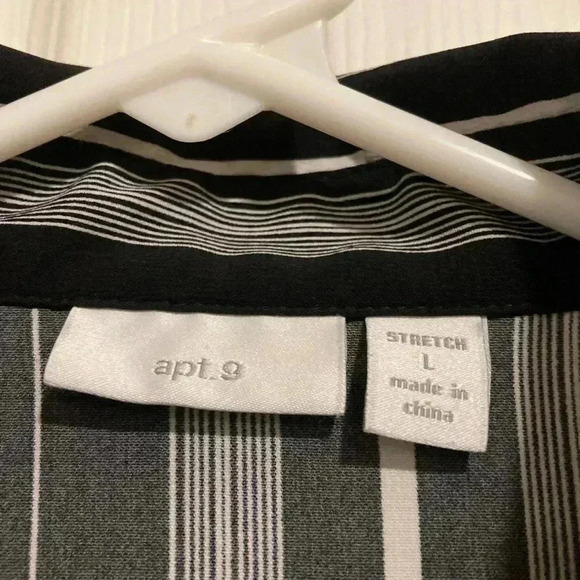 apt.9
STRETCH
L
made in
china